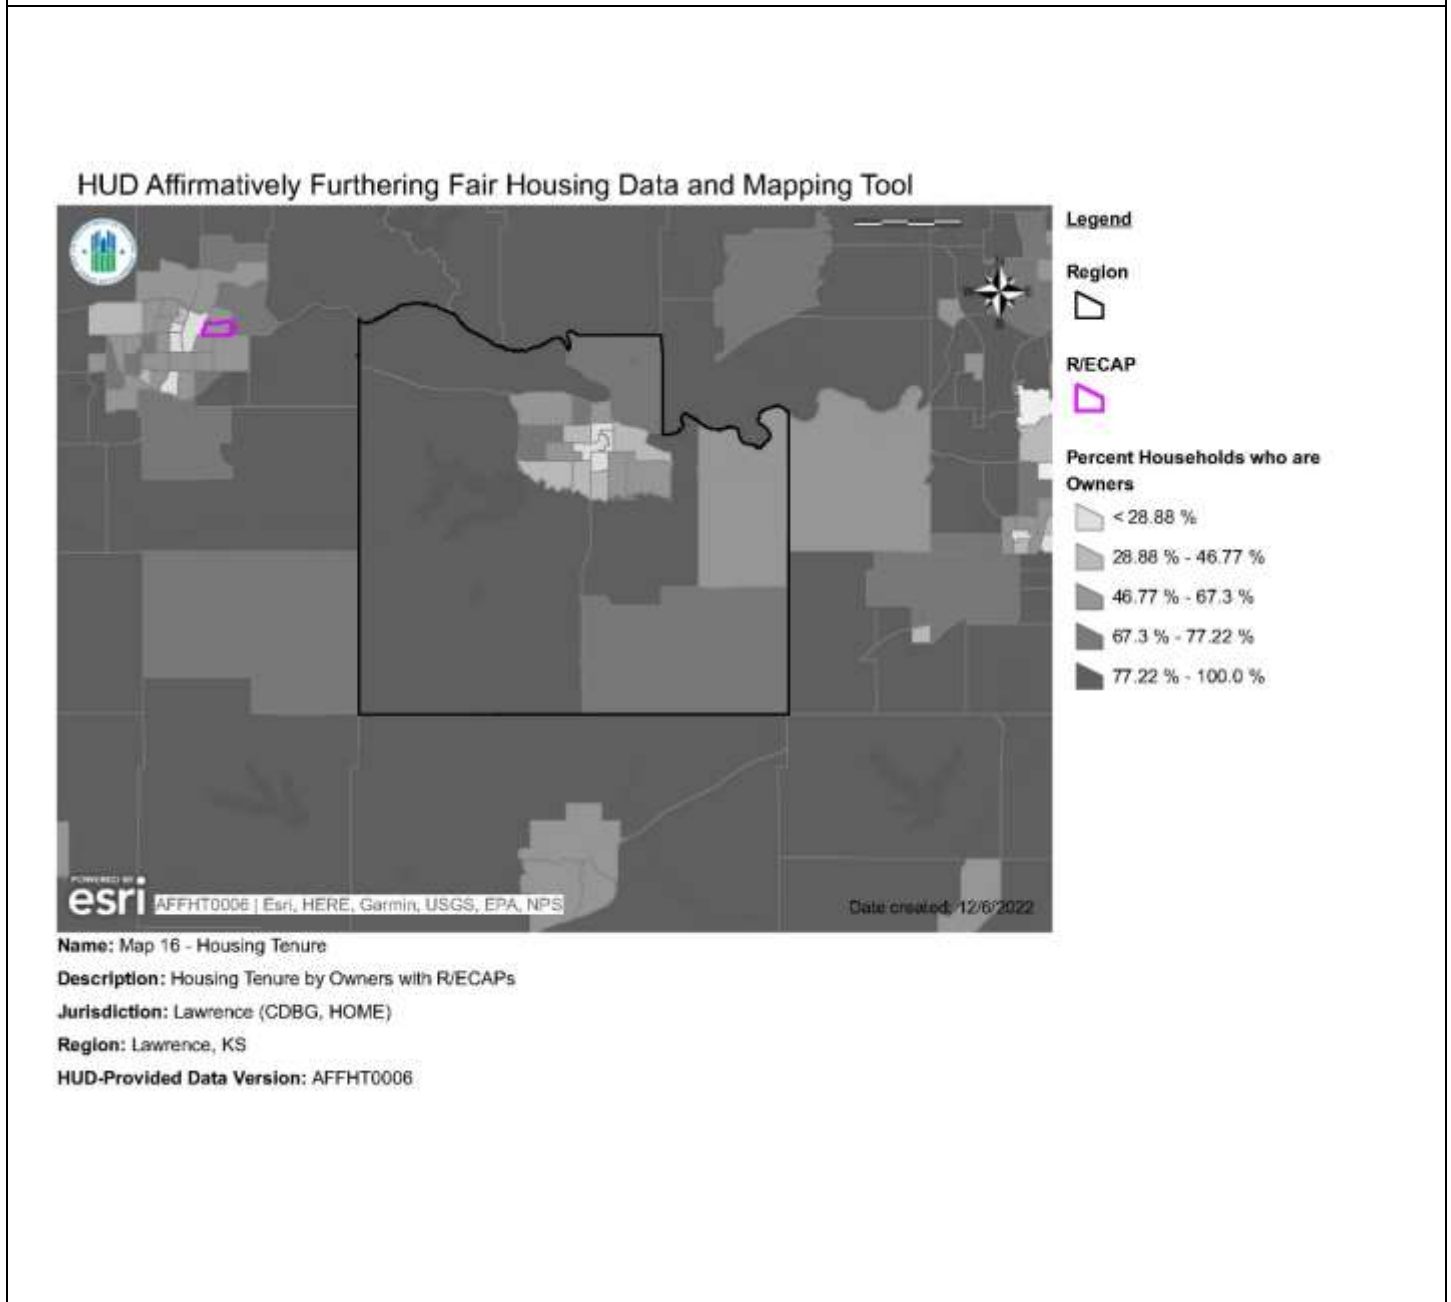 HUD Affirmatively Furthering Fair Housing Data and Mapping Tool
Legend
Region
R/ECAP
Percent Households who are
Owners
< 28.88 %
28.88 % - 46.77 %
46.77 % - 67.3 %
67.3 % - 77.22 %
77.22 % - 100.0 %
POWERED BY
esri
AFFHT0006 | Esri, HERE, Garmin, USGS, EPA, NPS
Date created: 12/6/2022
Name: Map 16 - Housing Tenure
Description: Housing Tenure by Owners with R/ECAPs
Jurisdiction: Lawrence (CDBG, HOME)
Region: Lawrence, KS
HUD-Provided Data Version: AFFHT0006